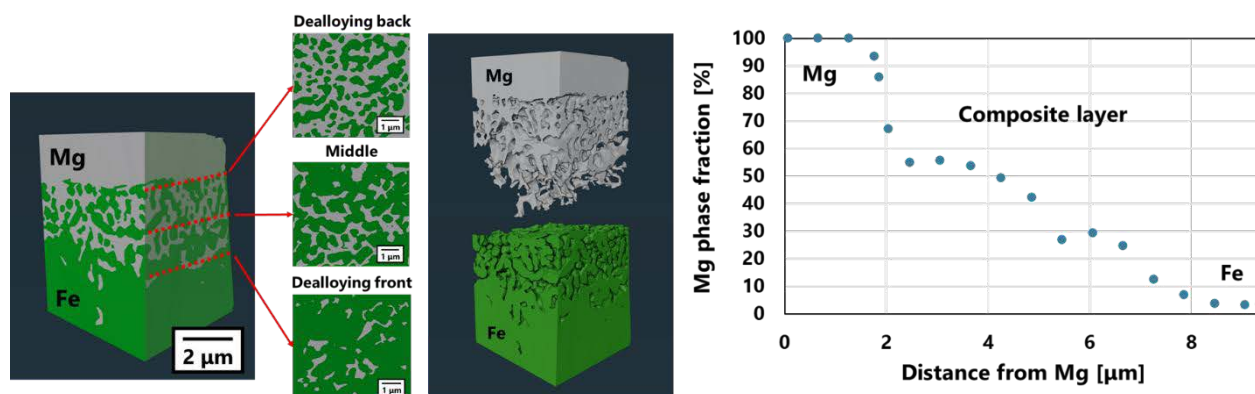 Mg
Fe
2 μm
Dealloying back
1 μm
Middle
1 μm
Dealloying front
1 μm
Mg
Fe
Mg phase fraction [%]
100
90
80
70
60
50
40
30
20
10
0
Mg
Composite layer
Fe
0
2
4
6
8
Distance from Mg [μm]